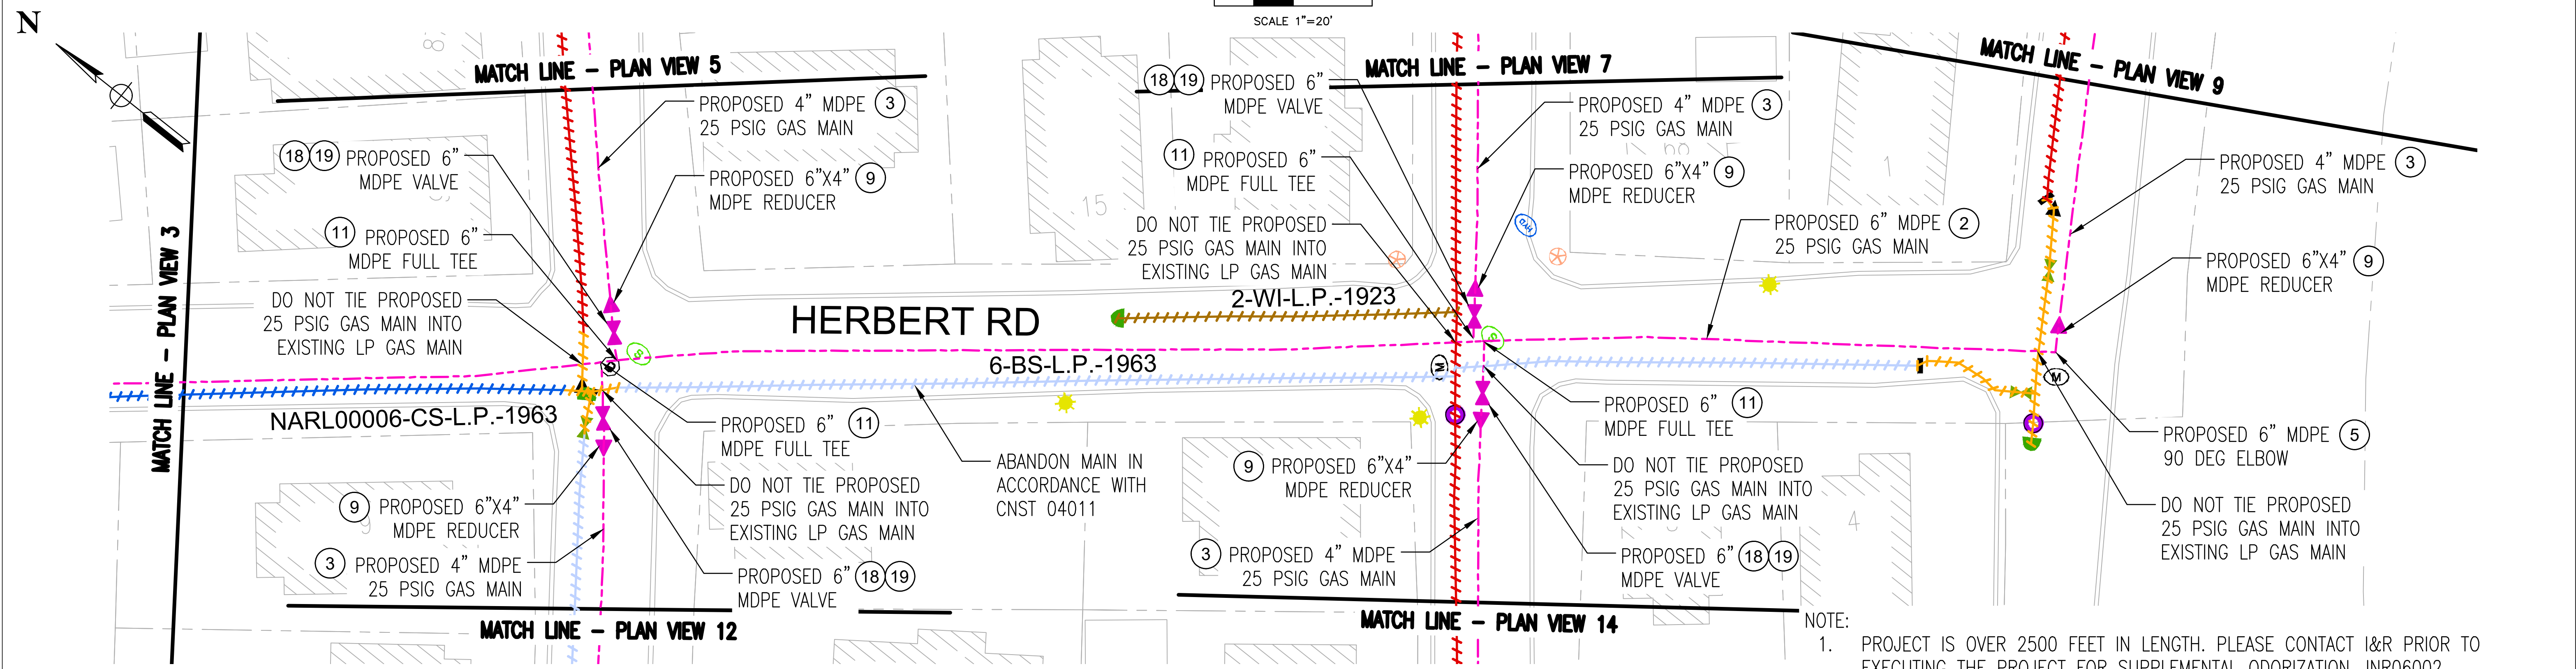 N
SCALE 1"=20'
MATCH LINE - PLAN VIEW 3
MATCH LINE - PLAN VIEW 5
MATCH LINE - PLAN VIEW 7
MATCH LINE - PLAN VIEW 9
8
PROPOSED 4" MDPE 3
25 PSIG GAS MAIN
18 19 PROPOSED 6"
MDPE VALVE
PROPOSED 6"X4" 9
MDPE REDUCER
11 PROPOSED 6"
MDPE FULL TEE
DO NOT TIE PROPOSED
25 PSIG GAS MAIN INTO
EXISTING LP GAS MAIN
18 19 PROPOSED 6"
MDPE VALVE
11 PROPOSED 6"
MDPE FULL TEE
DO NOT TIE PROPOSED
25 PSIG GAS MAIN INTO
EXISTING LP GAS MAIN
15
PROPOSED 4" MDPE 3
25 PSIG GAS MAIN
PROPOSED 6"X4" 9
MDPE REDUCER
1
HYD
PROPOSED 6" MDPE 2
25 PSIG GAS MAIN
PROPOSED 4" MDPE 3
25 PSIG GAS MAIN
PROPOSED 6"X4" 9
MDPE REDUCER
HERBERT RD
2-WI-L.P.-1923
6-BS-L.P.-1963
NARL00006-CS-L.P.-1963
S
S
M
M
PROPOSED 6" 11
MDPE FULL TEE
DO NOT TIE PROPOSED
25 PSIG GAS MAIN INTO
EXISTING LP GAS MAIN
PROPOSED 6" 18 19
MDPE VALVE
ABANDON MAIN IN
ACCORDANCE WITH
CNST 04011
9
9 PROPOSED 6"X4"
MDPE REDUCER
3 PROPOSED 4" MDPE
25 PSIG GAS MAIN
9 PROPOSED 6"X4"
MDPE REDUCER
3 PROPOSED 4" MDPE
25 PSIG GAS MAIN
PROPOSED 6" 11
MDPE FULL TEE
DO NOT TIE PROPOSED
25 PSIG GAS MAIN INTO
EXISTING LP GAS MAIN
PROPOSED 6" 18 19
MDPE VALVE
4
PROPOSED 6" MDPE 5
90 DEG ELBOW
DO NOT TIE PROPOSED
25 PSIG GAS MAIN INTO
EXISTING LP GAS MAIN
MATCH LINE - PLAN VIEW 12
MATCH LINE - PLAN VIEW 14
NOTE:
1. PROJECT IS OVER 2500 FEET IN LENGTH. PLEASE CONTACT I&R PRIOR TO
EXECUTING THE PROJECT FOR SUPPLEMENTAL ODORIZATION, INR06002